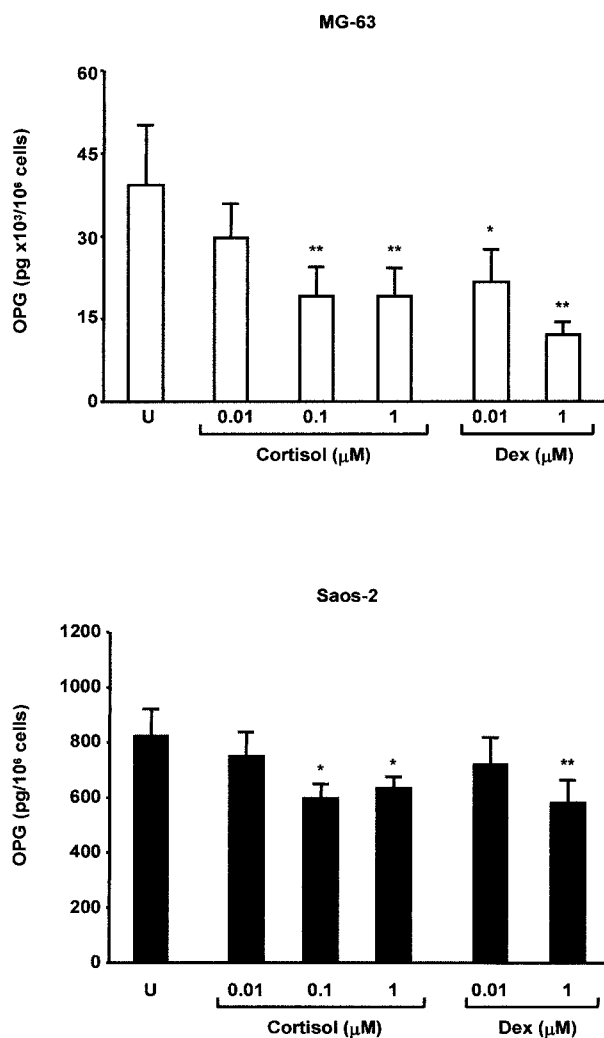 MG-63
OPG (pg x10³/10⁶ cells)
60
45
30
15
0
**
**
*
**
U
0.01
0.1
1
0.01
1
Cortisol (µM)
Dex (µM)
Saos-2
OPG (pg/10⁶ cells)
1200
1000
800
600
400
200
0
*
*
**
U
0.01
0.1
1
0.01
1
Cortisol (µM)
Dex (µM)